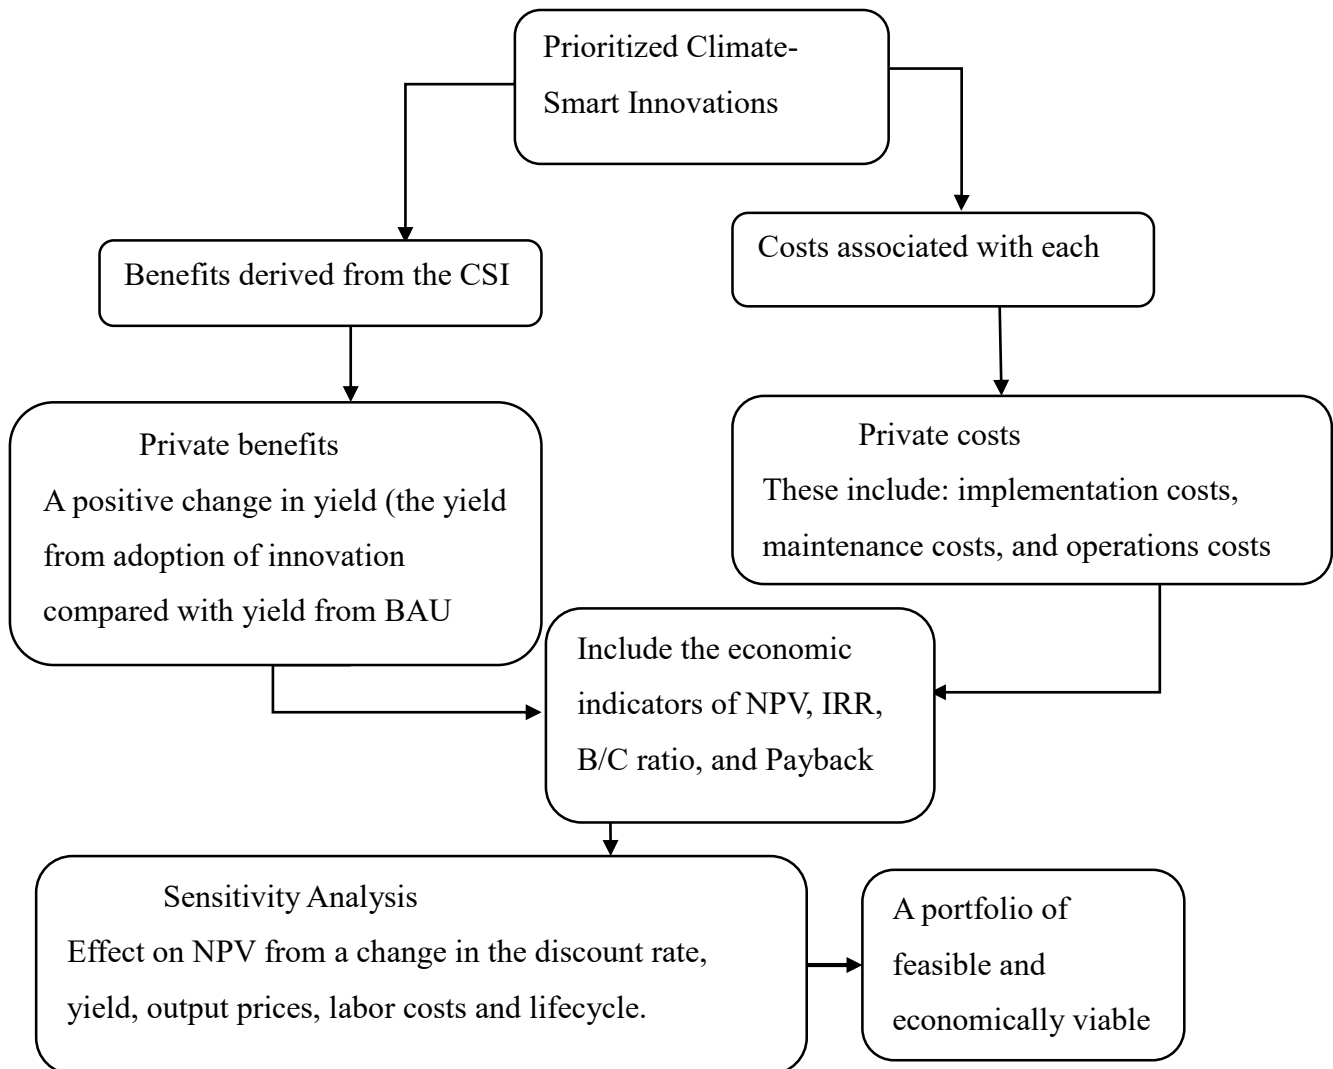 Prioritized Climate-
Smart Innovations
Benefits derived from the CSI
Costs associated with each
Private benefits
A positive change in yield (the yield
from adoption of innovation
compared with yield from BAU
Private costs
These include: implementation costs,
maintenance costs, and operations costs
Include the economic
indicators of NPV, IRR,
B/C ratio, and Payback
Sensitivity Analysis
Effect on NPV from a change in the discount rate,
yield, output prices, labor costs and lifecycle.
A portfolio of
feasible and
economically viable